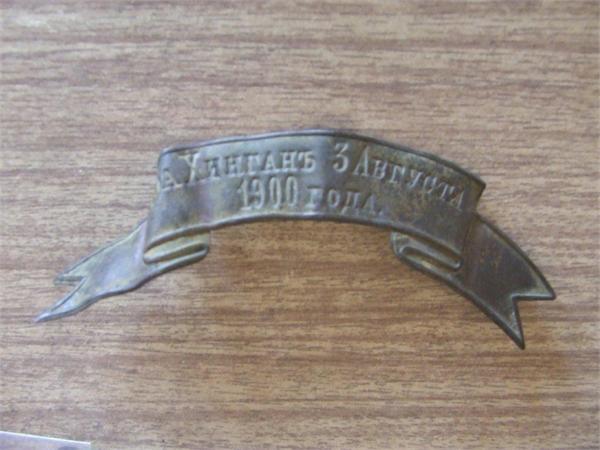 Хинганъ 3 Августа
1900 года.